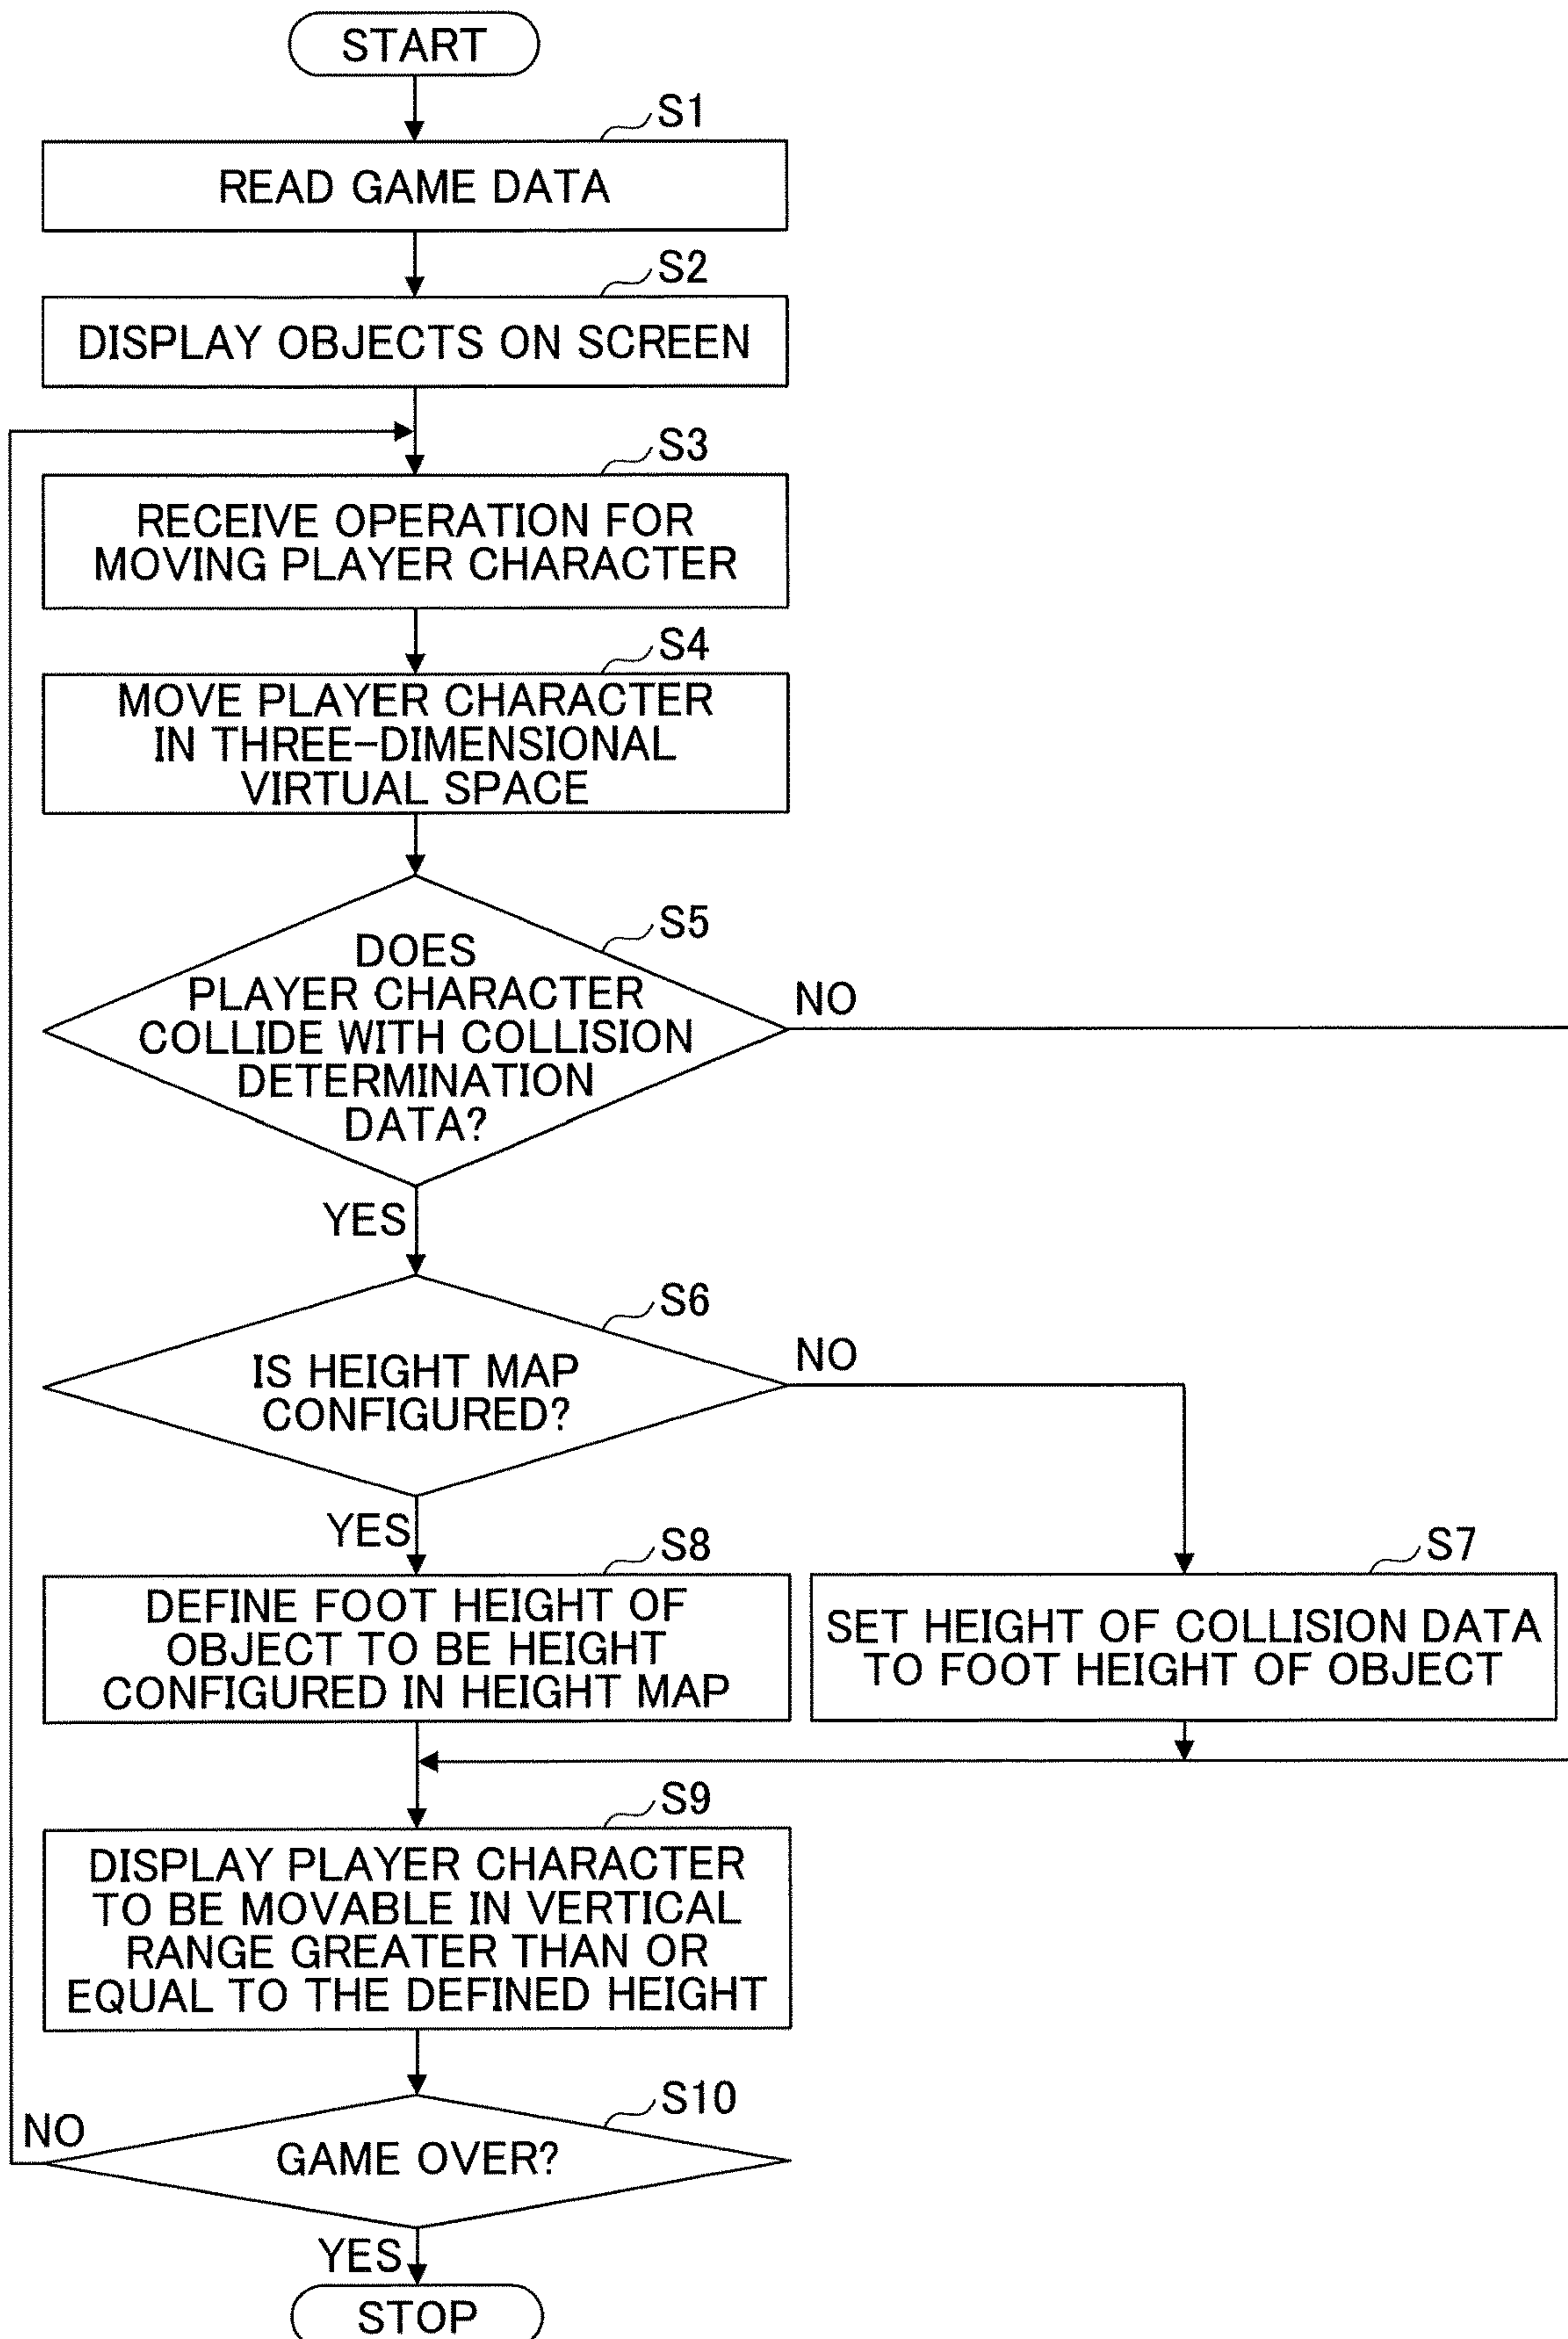 START
S1
READ GAME DATA
S2
DISPLAY OBJECTS ON SCREEN
S3
RECEIVE OPERATION FOR
MOVING PLAYER CHARACTER
S4
MOVE PLAYER CHARACTER
IN THREE-DIMENSIONAL
VIRTUAL SPACE
S5
DOES
PLAYER CHARACTER
COLLIDE WITH COLLISION
DETERMINATION
DATA?
NO
YES
S6
IS HEIGHT MAP
CONFIGURED?
NO
YES
S8
DEFINE FOOT HEIGHT OF
OBJECT TO BE HEIGHT
CONFIGURED IN HEIGHT MAP
S7
SET HEIGHT OF COLLISION DATA
TO FOOT HEIGHT OF OBJECT
S9
DISPLAY PLAYER CHARACTER
TO BE MOVABLE IN VERTICAL
RANGE GREATER THAN OR
EQUAL TO THE DEFINED HEIGHT
S10
NO
GAME OVER?
YES
STOP